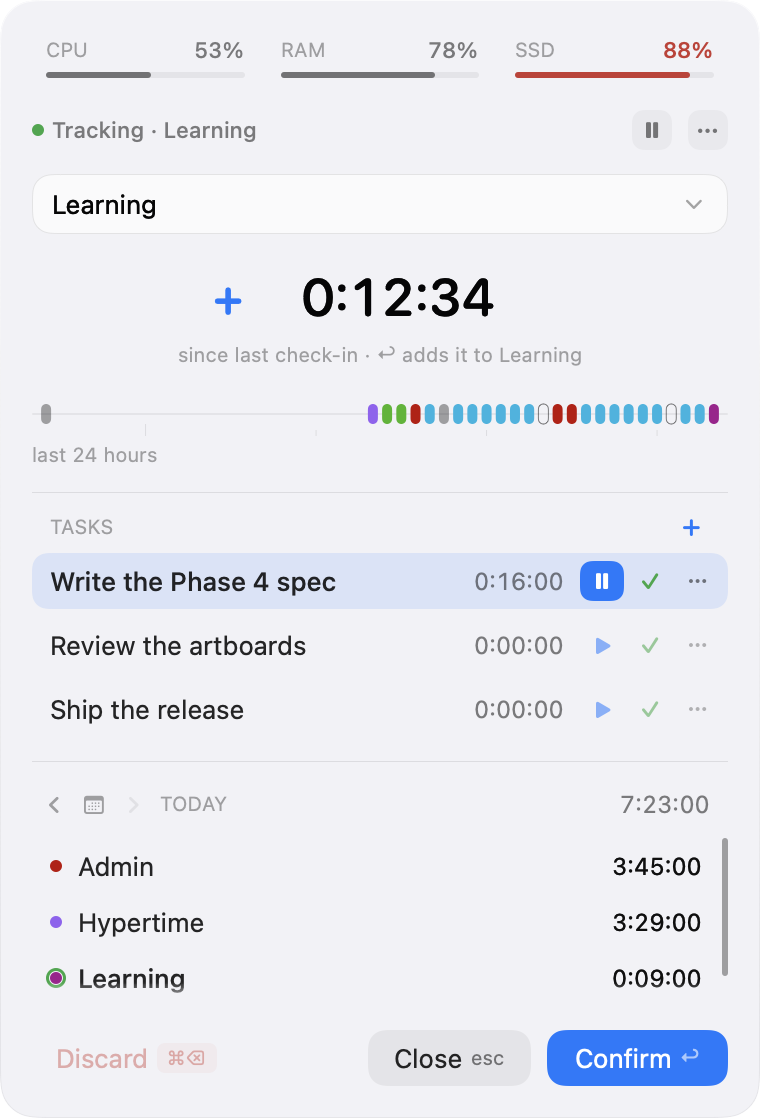 CPU 53% RAM 78% SSD 88%
Tracking · Learning
Learning
+ 0:12:34
since last check-in · ↩ adds it to Learning
last 24 hours
TASKS +
Write the Phase 4 spec 0:16:00
Review the artboards 0:00:00
Ship the release 0:00:00
TODAY 7:23:00
Admin 3:45:00
Hypertime 3:29:00
Learning 0:09:00
Discard ⌘⌫ Close esc Confirm ↩